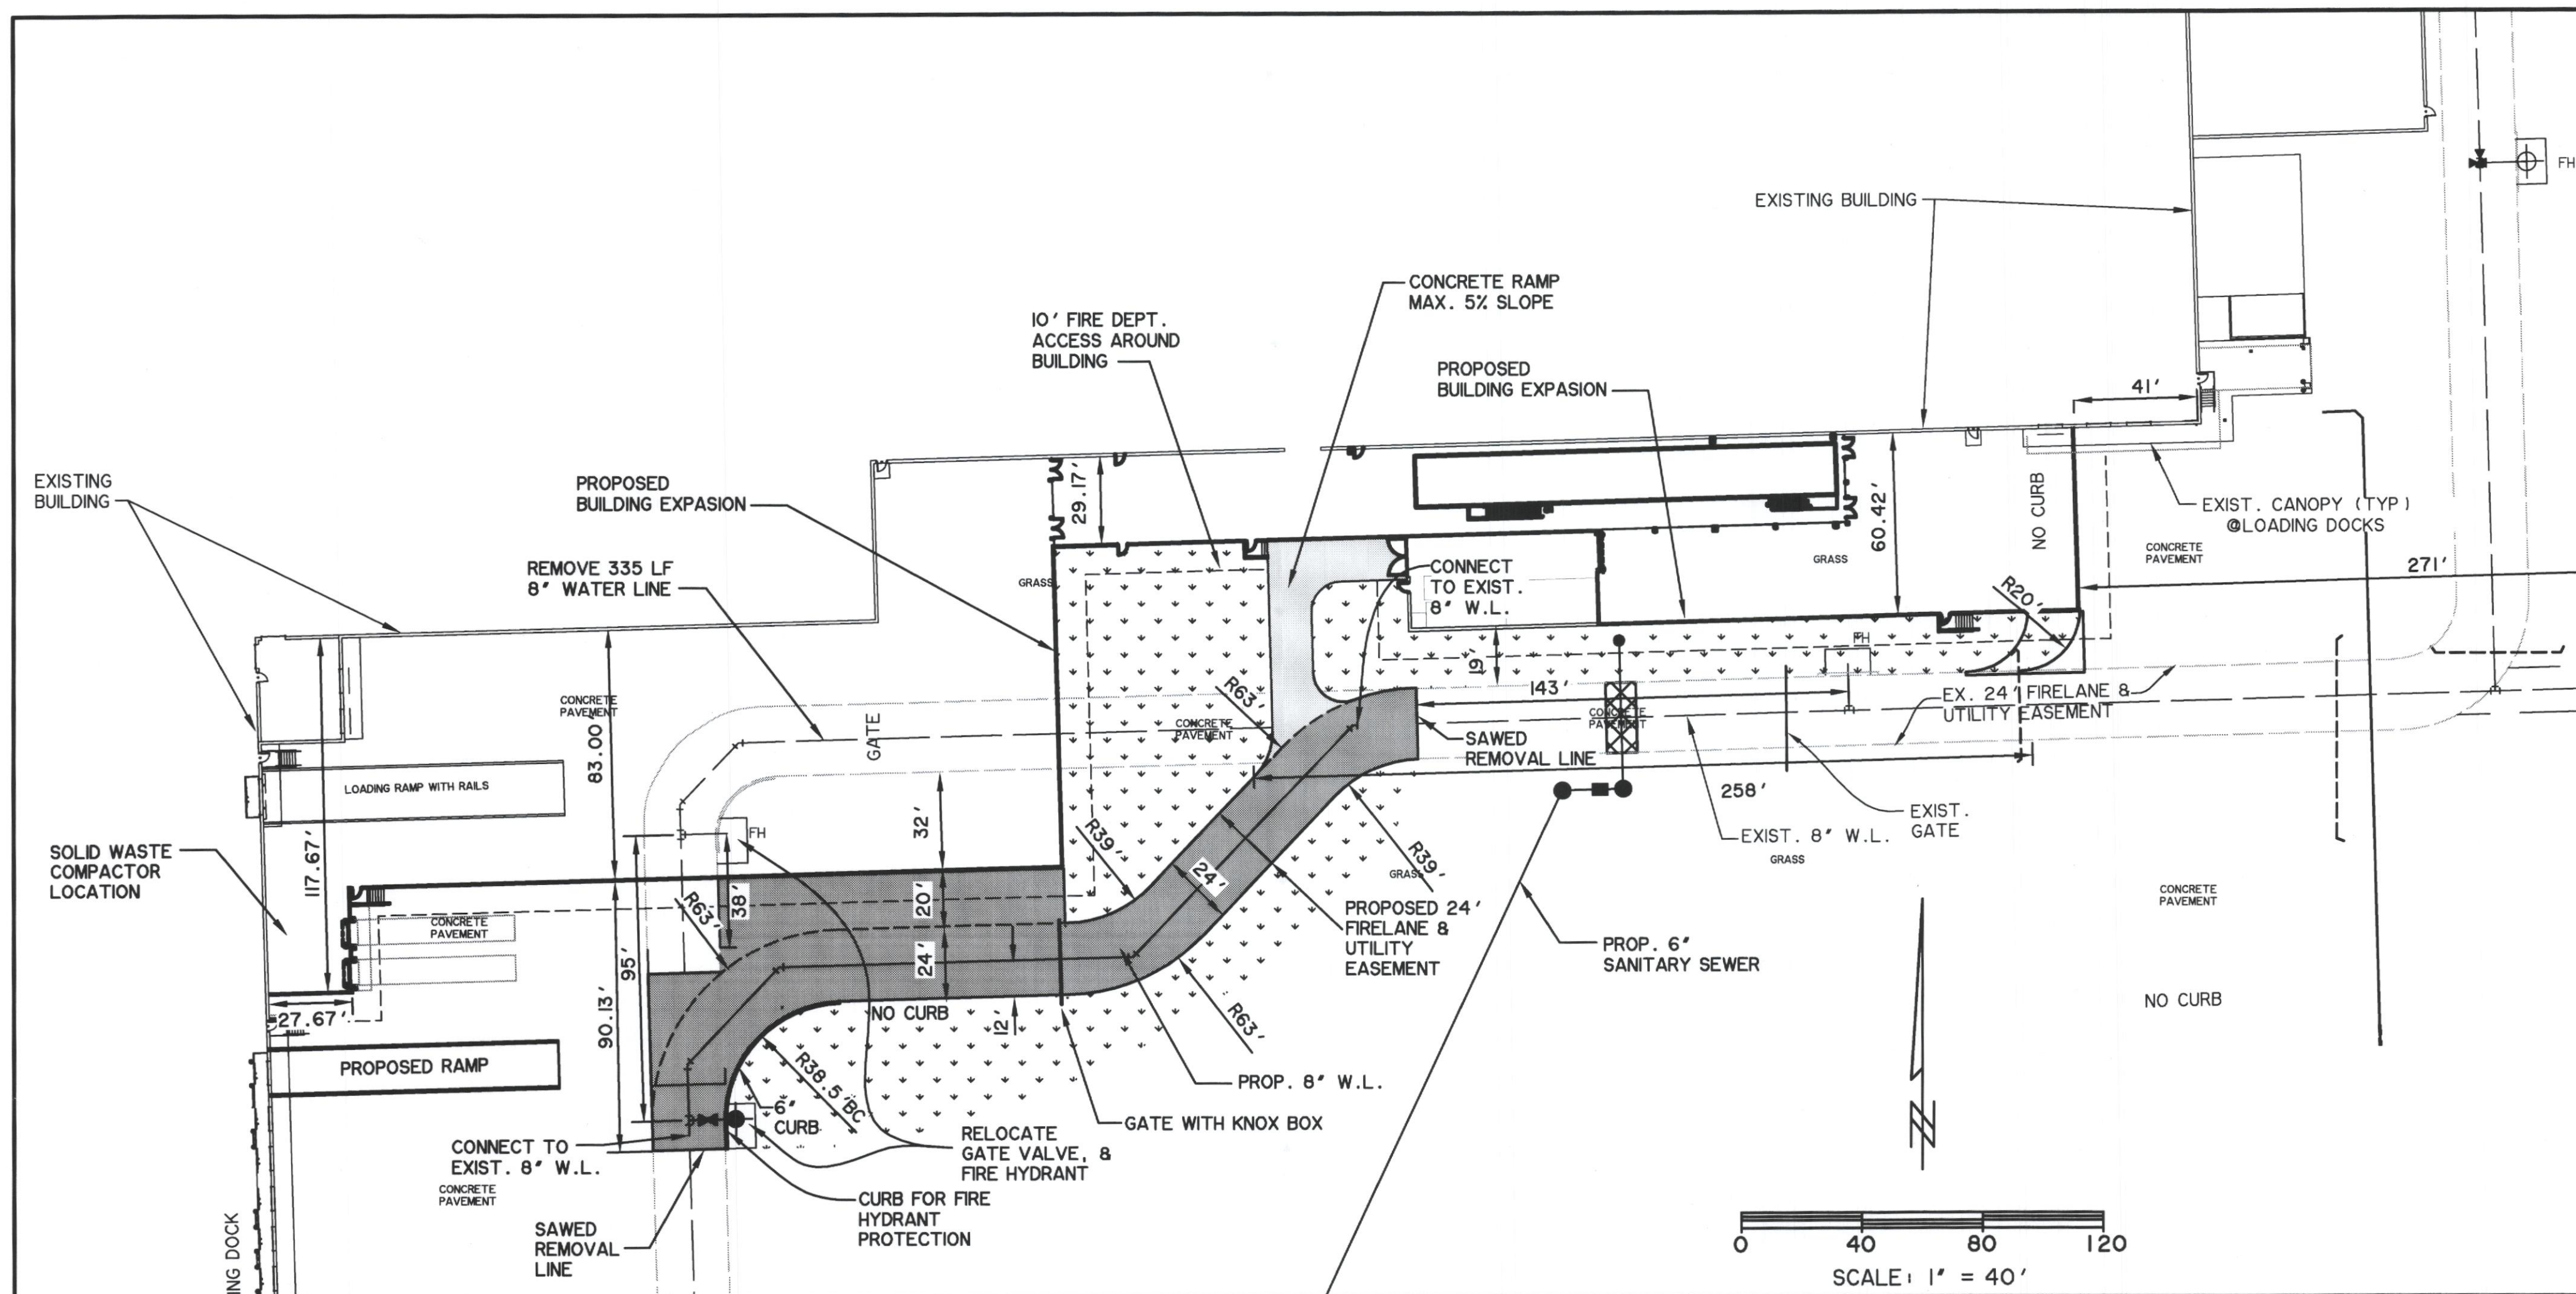 EXISTING BUILDING
FH
CONCRETE RAMP
MAX. 5% SLOPE
10' FIRE DEPT.
ACCESS AROUND
BUILDING
PROPOSED
BUILDING EXPASION
41'
EXISTING
BUILDING
PROPOSED
BUILDING EXPASION
29.17'
60.42'
NO CURB
EXIST. CANOPY (TYP)
@LOADING DOCKS
CONCRETE
PAVEMENT
271'
REMOVE 335 LF
8" WATER LINE
GRASS
CONNECT
TO EXIST.
8" W.L.
GRASS
R20'
FH
19'
143'
R63'
EX. 24' FIRELANE &
UTILITY EASEMENT
CONCRETE
PAVEMENT
83.00'
GATE
CONCRETE
PAVEMENT
CONCRETE
PAVEMENT
SAWED
REMOVAL LINE
LOADING RAMP WITH RAILS
258'
EXIST.
GATE
EXIST. 8" W.L.
GRASS
32'
FH
R39'
R39'
GRASS
SOLID WASTE
COMPACTOR
LOCATION
117.67'
24'
38'
20'
R63'
CONCRETE
PAVEMENT
PROPOSED 24'
FIRELANE &
UTILITY
EASEMENT
CONCRETE
PAVEMENT
PROP. 6"
SANITARY SEWER
95'
24'
90.13'
27.67'
NO CURB
12'
R63'
NO CURB
PROPOSED RAMP
R38.5'BC
PROP. 8" W.L.
6"
CURB
GATE WITH KNOX BOX
CONNECT TO
EXIST. 8" W.L.
RELOCATE
GATE VALVE, &
FIRE HYDRANT
CONCRETE
PAVEMENT
CURB FOR FIRE
HYDRANT
PROTECTION
SAWED
REMOVAL
LINE
ING DOCK
N
0 40 80 120
SCALE: 1" = 40'